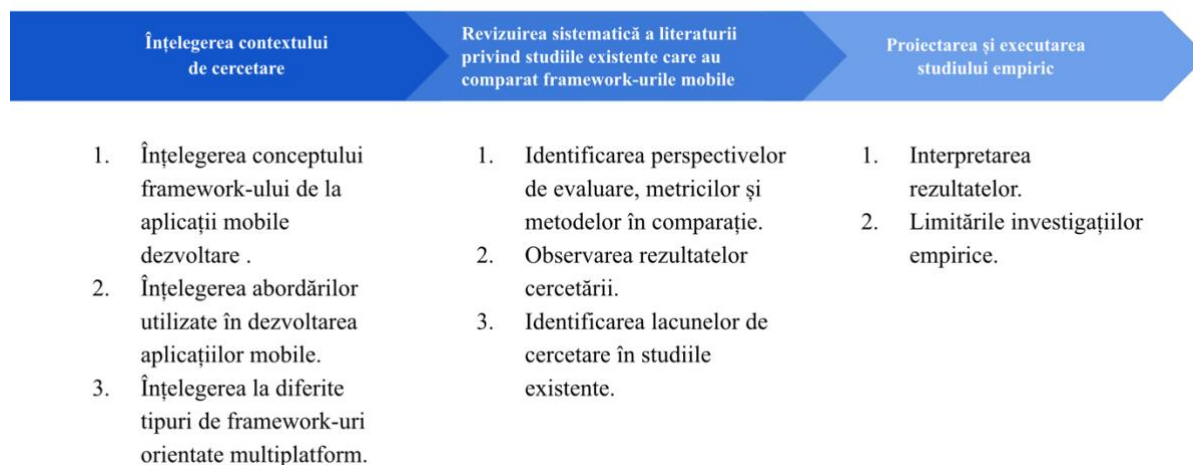 Înțelegerea contextului
de cercetare
Revizuirea sistematică a literaturii
privind studiile existente care au
comparat framework-urile mobile
Proiectarea și executarea
studiului empiric
1. Înțelegerea conceptului
framework-ului de la
aplicații mobile
dezvoltare .
2. Înțelegerea abordărilor
utilizate în dezvoltarea
aplicațiilor mobile.
3. Înțelegerea la diferite
tipuri de framework-uri
orientate multiplatform.
1. Identificarea perspectivelor
de evaluare, metricilor și
metodelor în comparație.
2. Observarea rezultatelor
cercetării.
3. Identificarea lacunelor de
cercetare în studiile
existente.
1. Interpretarea
rezultatelor.
2. Limitările investigațiilor
empirice.